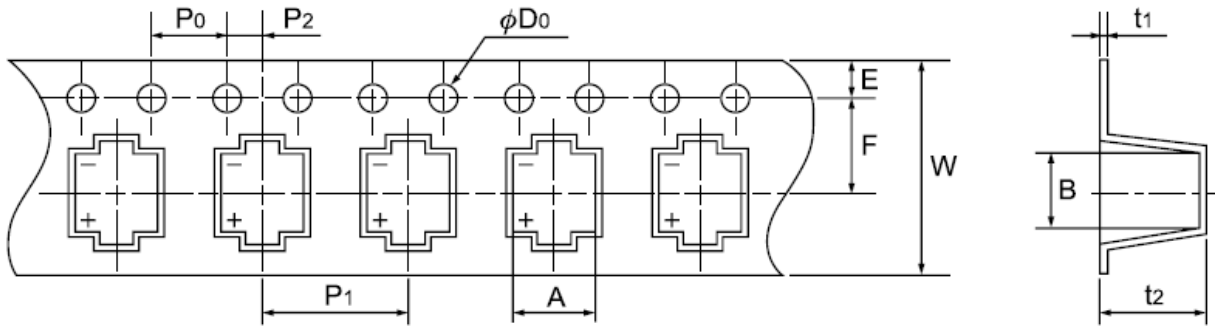 P0 P2 φD0 t1
E
F
W
B
− − − − −
+ + + + +
P1 A t2